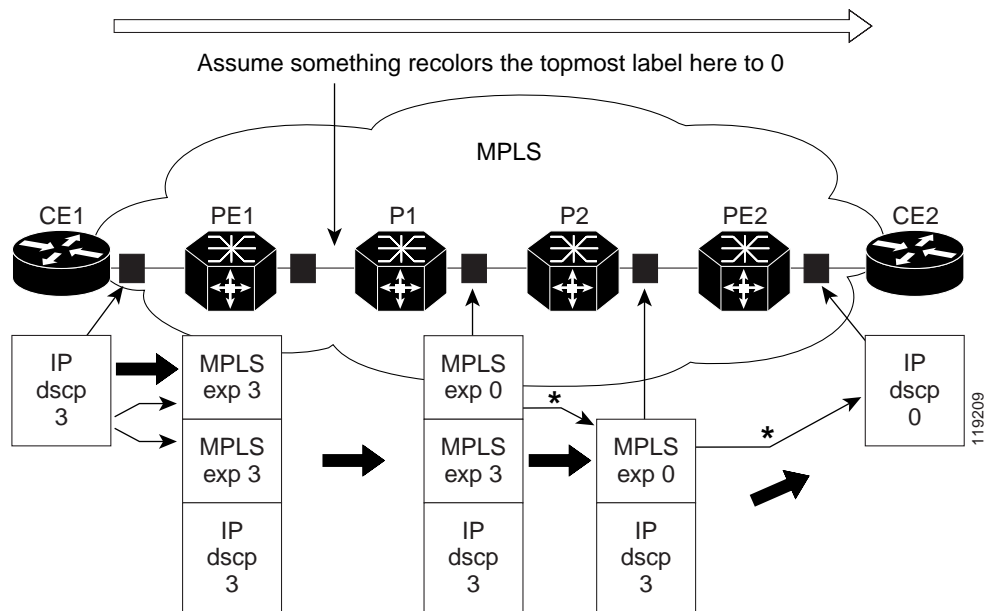 Assume something recolors the topmost label here to 0
MPLS
CE1
PE1
P1
P2
PE2
CE2
IP
dscp
3
MPLS
exp 3
MPLS
exp 3
IP
dscp
3
MPLS
exp 0
MPLS
exp 3
IP
dscp
3
*
MPLS
exp 0
IP
dscp
3
*
IP
dscp
0
119209